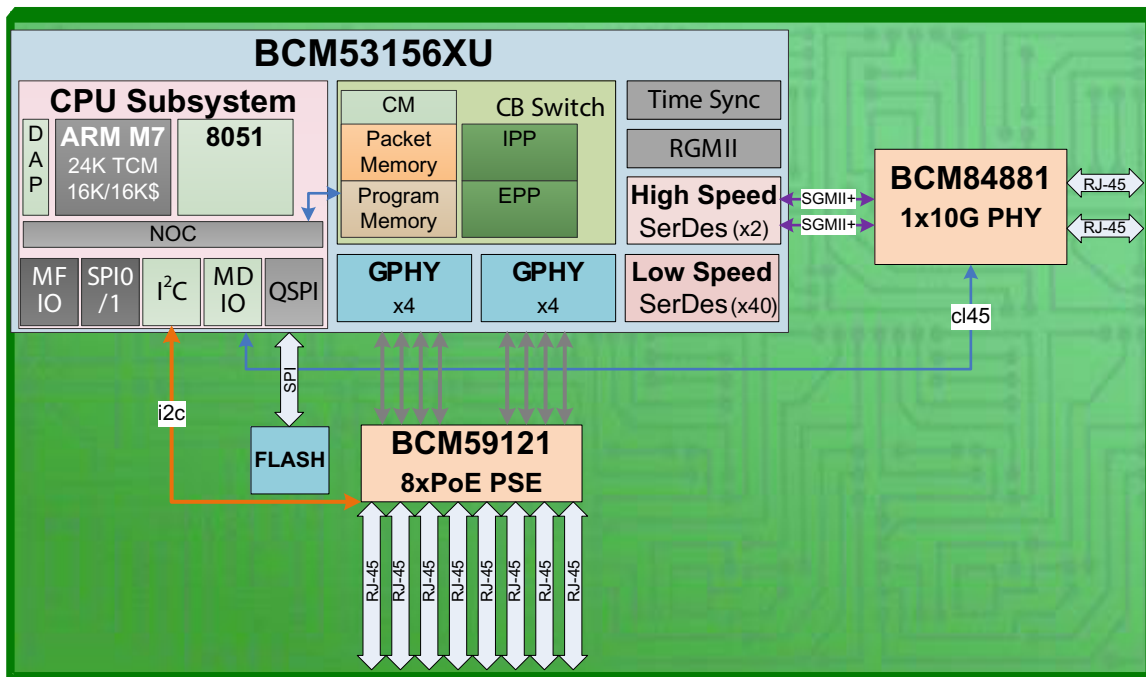 BCM53156XU
CPU Subsystem
D
A
P
ARM M7
24K TCM
16K/16K$
8051
NOC
MF
IO
SPI0
/1
I²C
MD
IO
QSPI
CM
Packet
Memory
Program
Memory
CB Switch
IPP
EPP
GPHY
x4
GPHY
x4
Time Sync
RGMII
High Speed
SerDes (x2)
Low Speed
SerDes (x40)
SGMII+
SGMII+
BCM84881
1x10G PHY
RJ-45
RJ-45
cl45
i2c
SPI
FLASH
BCM59121
8xPoE PSE
RJ-45
RJ-45
RJ-45
RJ-45
RJ-45
RJ-45
RJ-45
RJ-45